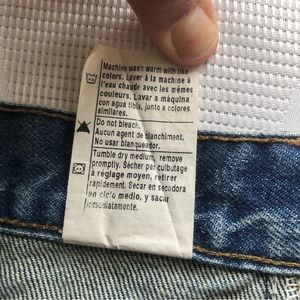 Machine wash warm with like
colors. Laver à la machine à
l'eau chaude avec les mêmes
couleurs. Lavar a máquina
con agua tibia, junto a colores
similares.
Do not bleach.
Aucun agent de blanchiment.
No usar blanqueador.
Tumble dry medium, remove
promptly. Sécher par culbutage
à réglage moyen, retirer
rapidement. Secar en secadora
en ciclo medio, y sacar
inmediatamente.